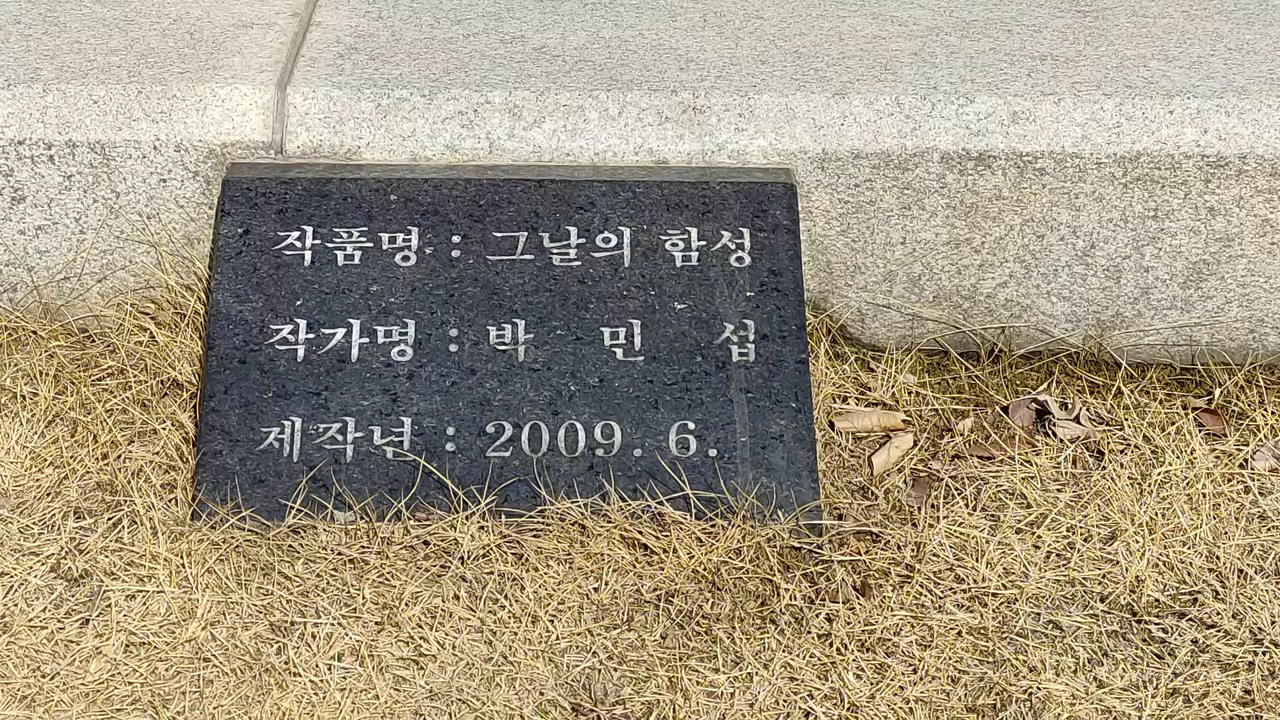 작품명 : 그날의 함성
작가명 : 박 민 섭
제작년 : 2009. 6.